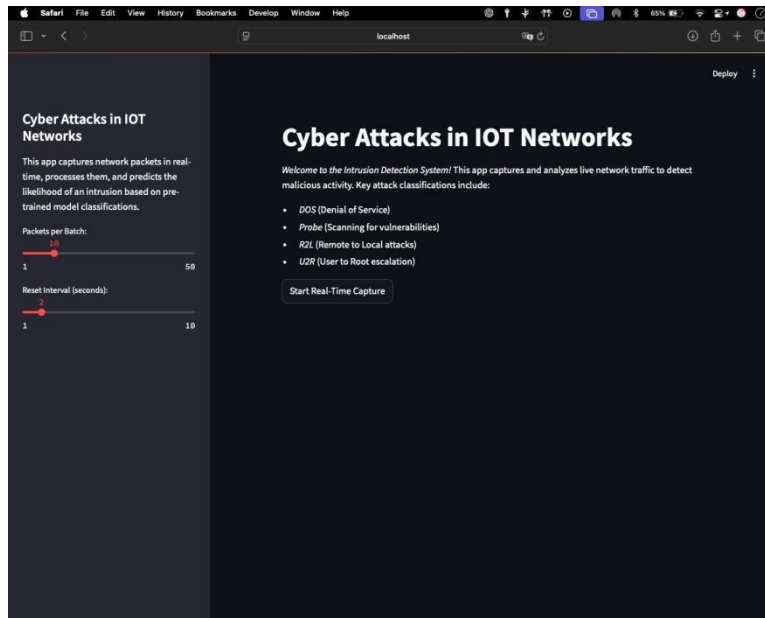 Safari File Edit View History Bookmarks Develop Window Help
65%
localhost
Deploy
Cyber Attacks in IOT
Networks
This app captures network packets in real-
time, processes them, and predicts the
likelihood of an intrusion based on pre-
trained model classifications.
Packets per Batch:
10
1 50
Reset Interval (seconds):
2
1 10
Cyber Attacks in IOT Networks
Welcome to the Intrusion Detection System! This app captures and analyzes live network traffic to detect
malicious activity. Key attack classifications include:
• DOS (Denial of Service)
• Probe (Scanning for vulnerabilities)
• R2L (Remote to Local attacks)
• U2R (User to Root escalation)
Start Real-Time Capture